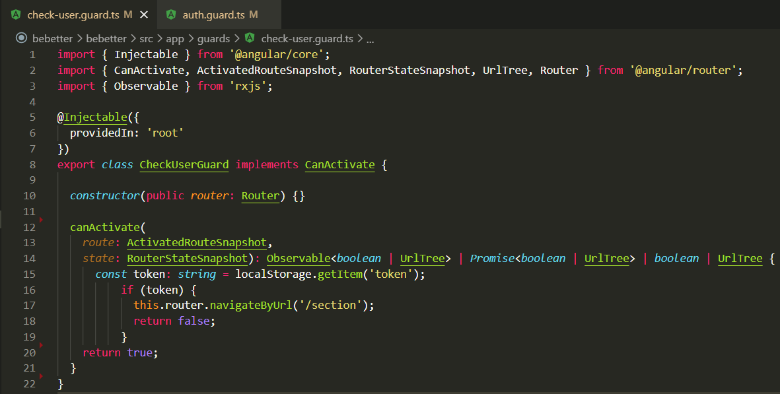 check-user.guard.ts M × auth.guard.ts M
bebetter > bebetter > src > app > guards > check-user.guard.ts > ...
1 import { Injectable } from '@angular/core';
2 import { CanActivate, ActivatedRouteSnapshot, RouterStateSnapshot, UrlTree, Router } from '@angular/router';
3 import { Observable } from 'rxjs';
4
5 @Injectable({
6 providedIn: 'root'
7 })
8 export class CheckUserGuard implements CanActivate {
9
10 constructor(public router: Router) {}
11
12 canActivate(
13 route: ActivatedRouteSnapshot,
14 state: RouterStateSnapshot): Observable<boolean | UrlTree> | Promise<boolean | UrlTree> | boolean | UrlTree {
15 const token: string = localStorage.getItem('token');
16 if (token) {
17 this.router.navigateByUrl('/section');
18 return false;
19 }
20 return true;
21 }
22 }